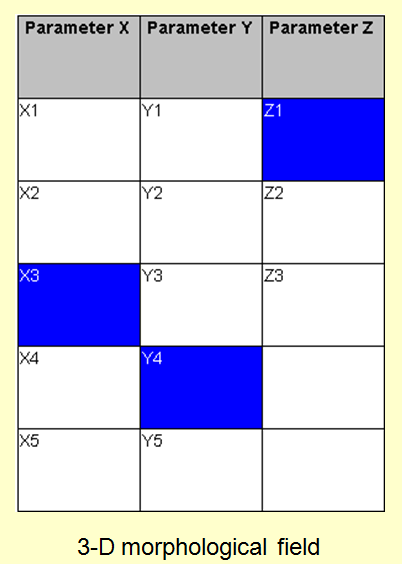 Parameter X Parameter Y Parameter Z
X1 Y1 Z1
X2 Y2 Z2
X3 Y3 Z3
X4 Y4
X5 Y5
3-D morphological field